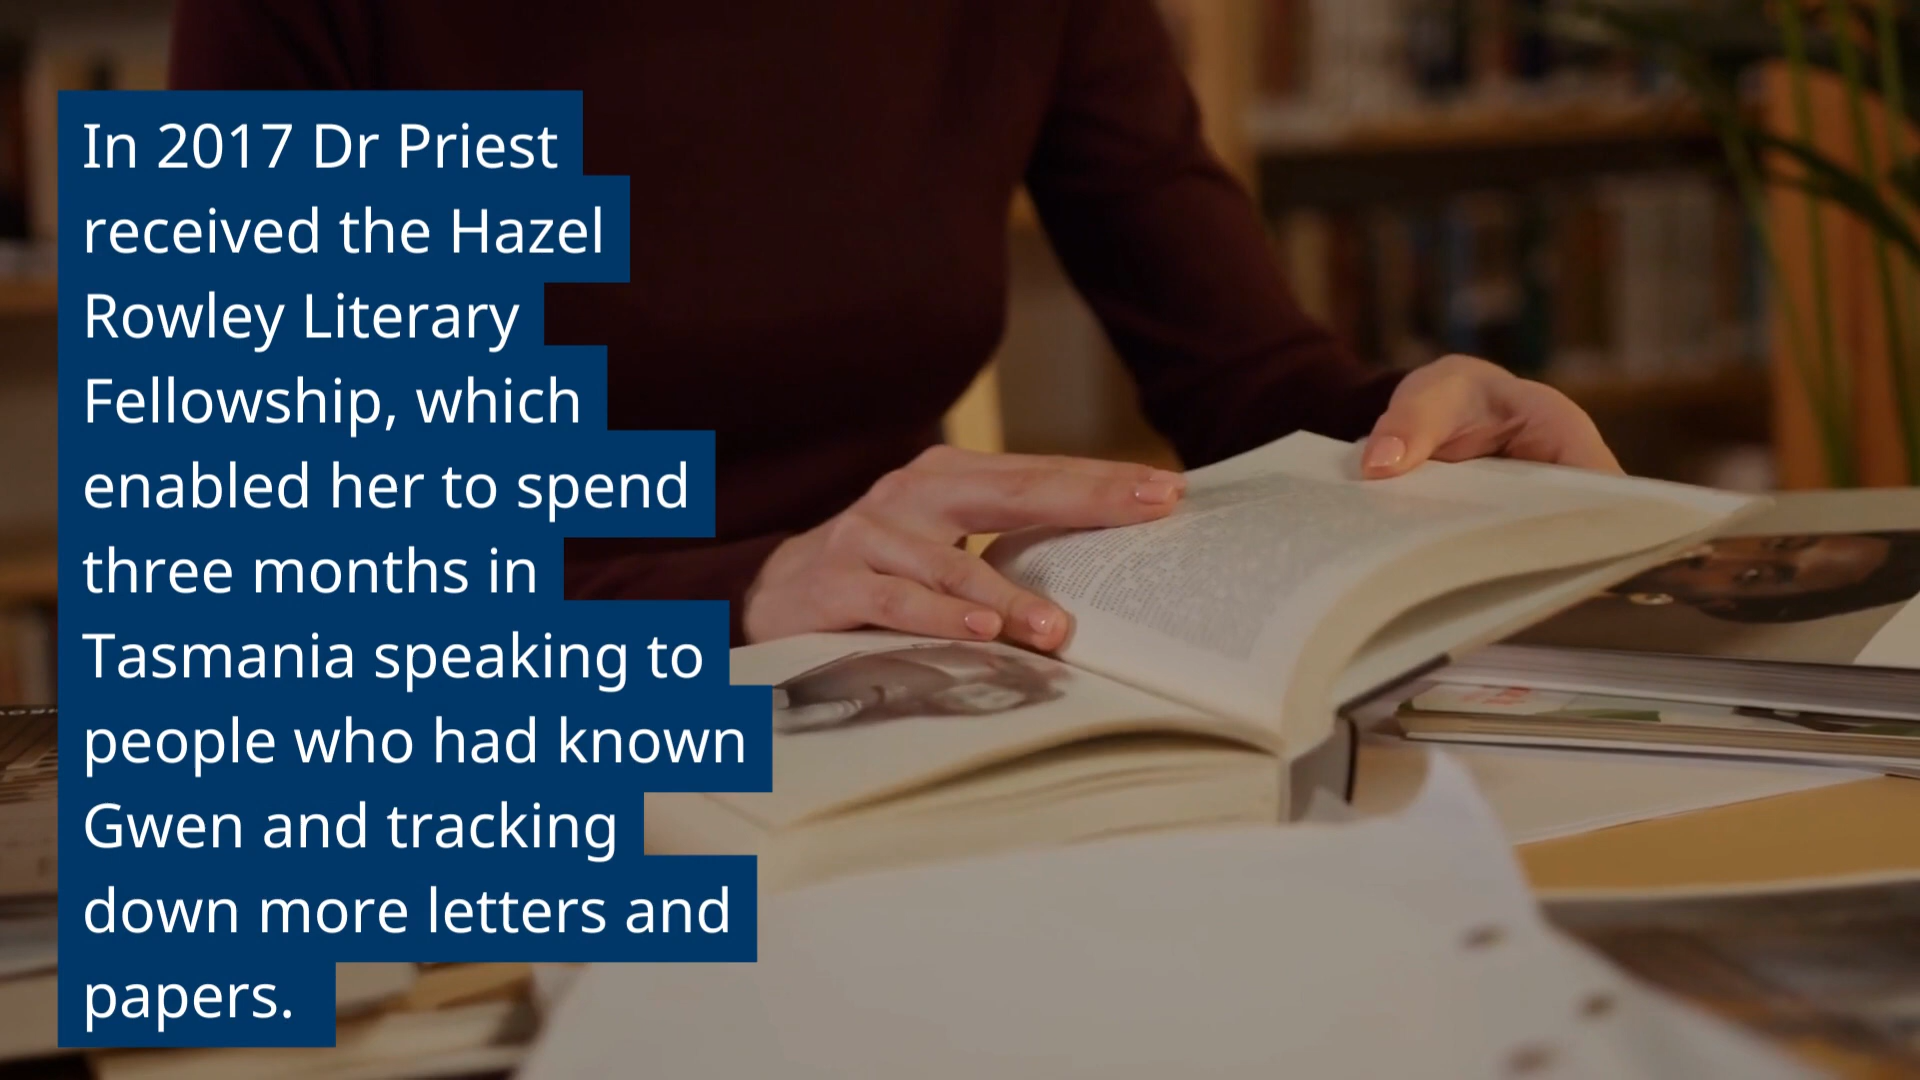 In 2017 Dr Priest
received the Hazel
Rowley Literary
Fellowship, which
enabled her to spend
three months in
Tasmania speaking to
people who had known
Gwen and tracking
down more letters and
papers.